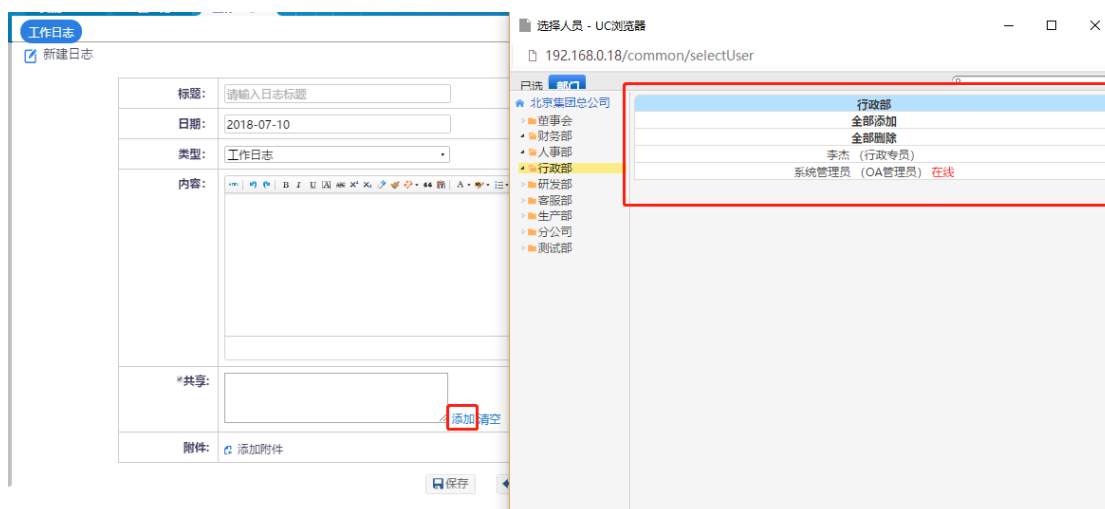 工作日志
新建日志
标题: 请输入日志标题
日期: 2018-07-10
类型: 工作日志
内容:
B I U
共享:
添加 清空
附件: 添加附件
保存
选择人员 - UC浏览器
192.168.0.18/common/selectUser
已选 部门
北京集团总公司
董事会
财务部
人事部
行政部
研发部
客服部
生产部
分公司
测试部
行政部
全部添加
全部删除
李杰 (行政专员)
系统管理员 (OA管理员) 在线